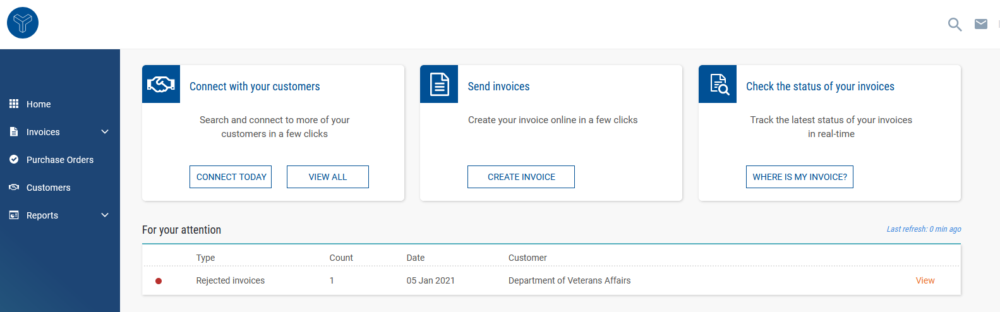 Home
Invoices
Purchase Orders
Customers
Reports
Connect with your customers
Search and connect to more of your
customers in a few clicks
CONNECT TODAY VIEW ALL
Send invoices
Create your invoice online in a few clicks
CREATE INVOICE
Check the status of your invoices
Track the latest status of your invoices
in real-time
WHERE IS MY INVOICE?
For your attention Last refresh: 0 min ago
Type Count Date Customer
Rejected invoices 1 05 Jan 2021 Department of Veterans Affairs View